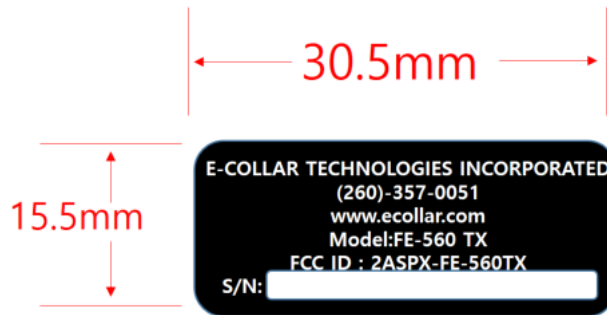 30.5mm
15.5mm
E-COLLAR TECHNOLOGIES INCORPORATED
(260)-357-0051
www.ecollar.com
Model:FE-560 TX
FCC ID : 2ASPX-FE-560TX
S/N: